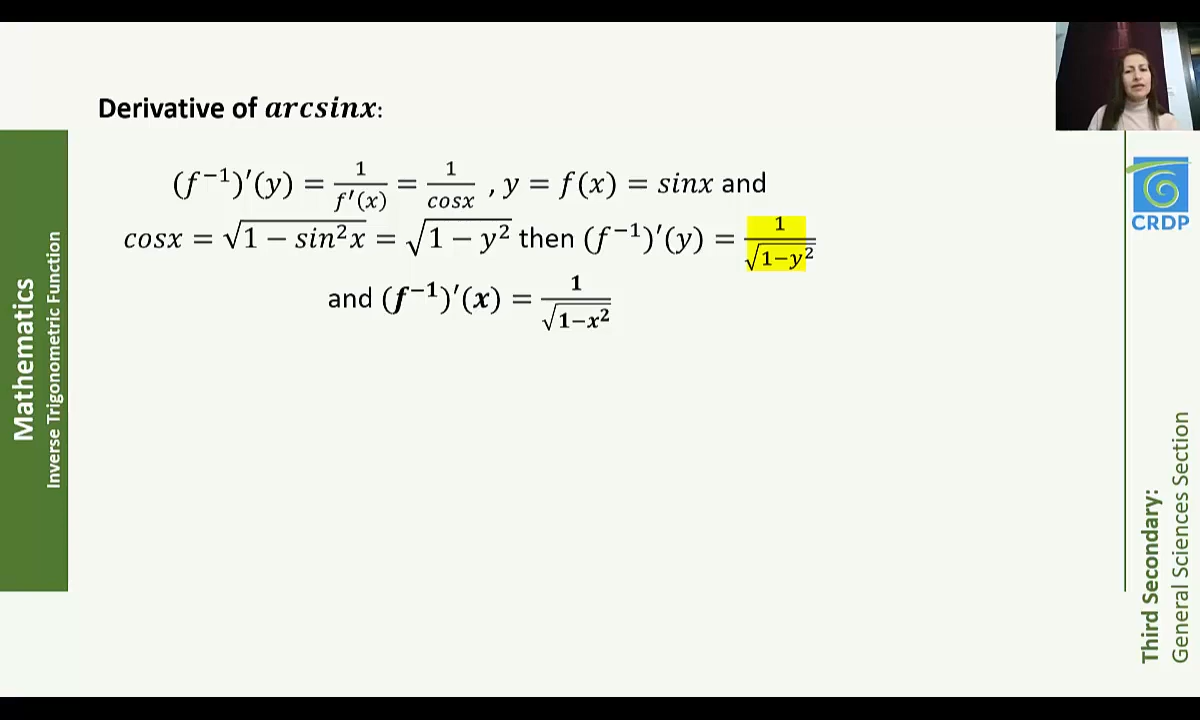 Derivative of arcsinx:
(f⁻¹)′(y) = 1/f′(x) = 1/cosx , y = f(x) = sinx and
cosx = √(1 − sin²x) = √(1 − y²) then (f⁻¹)′(y) = 1/√(1−y²)
and (f⁻¹)′(x) = 1/√(1−x²)
Mathematics
Inverse Trigonometric Function
CRDP
Third Secondary:
General Sciences Section